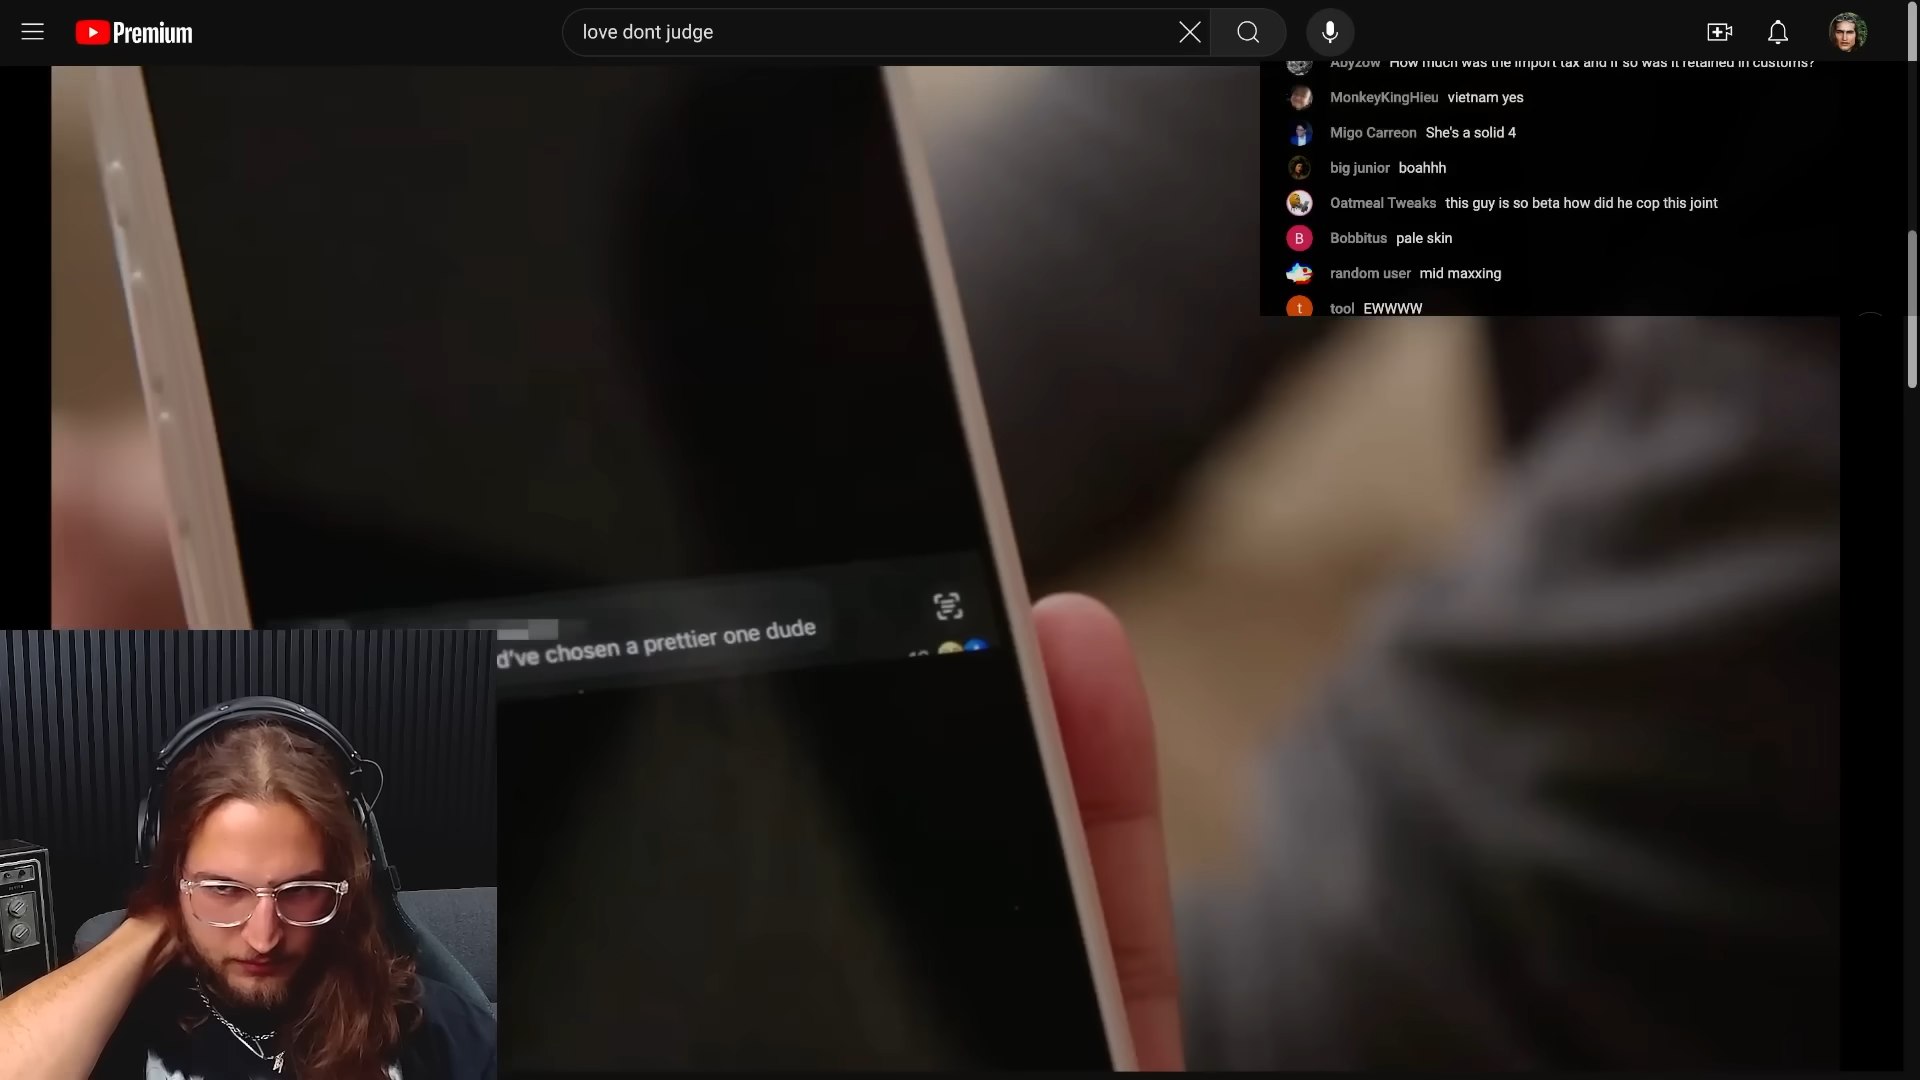 Premium
love dont judge
Abyzow How much was the import tax and if so was it retained in customs?
MonkeyKingHieu vietnam yes
Migo Carreon She's a solid 4
big junior boahhh
Oatmeal Tweaks this guy is so beta how did he cop this joint
B Bobbitus pale skin
random user mid maxxing
t tool EWWWW
d've chosen a prettier one dude